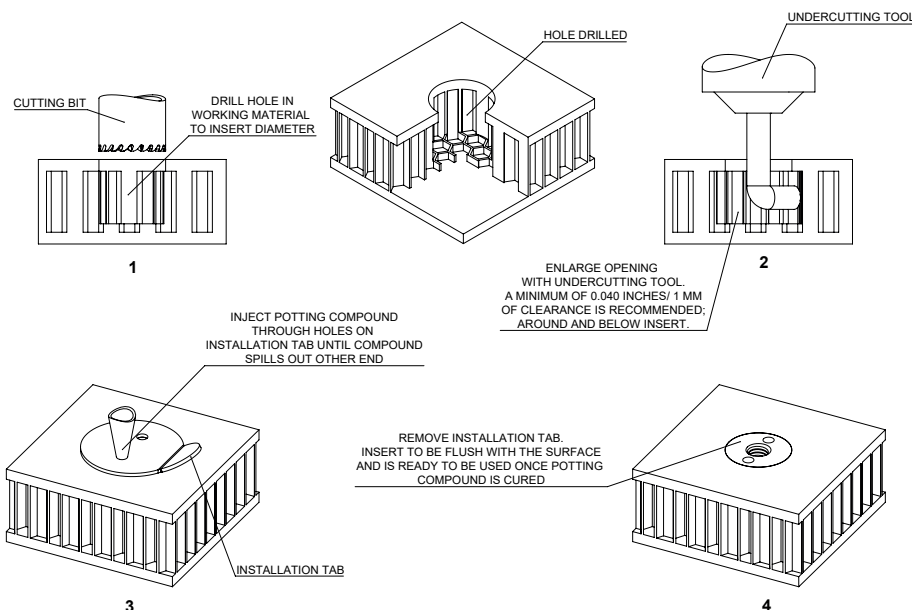 CUTTING BIT
DRILL HOLE IN
WORKING MATERIAL
TO INSERT DIAMETER
1
HOLE DRILLED
UNDERCUTTING TOOL
2
ENLARGE OPENING
WITH UNDERCUTTING TOOL.
A MINIMUM OF 0.040 INCHES/ 1 MM
OF CLEARANCE IS RECOMMENDED;
AROUND AND BELOW INSERT.
INJECT POTTING COMPOUND
THROUGH HOLES ON
INSTALLATION TAB UNTIL COMPOUND
SPILLS OUT OTHER END
INSTALLATION TAB
3
REMOVE INSTALLATION TAB.
INSERT TO BE FLUSH WITH THE SURFACE
AND IS READY TO BE USED ONCE POTTING
COMPOUND IS CURED
4